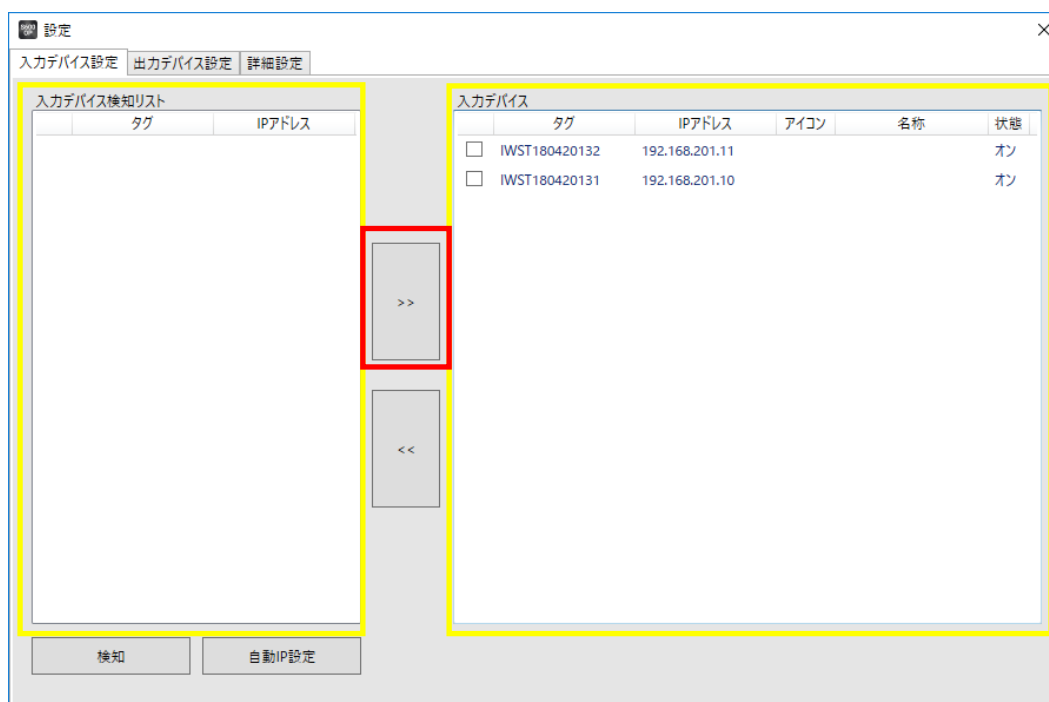 設定
入力デバイス設定 出力デバイス設定 詳細設定
入力デバイス検知リスト
タグ IPアドレス
>>
<<
検知 自動IP設定
入力デバイス
タグ IPアドレス アイコン 名称 状態
IWST180420132 192.168.201.11 オン
IWST180420131 192.168.201.10 オン